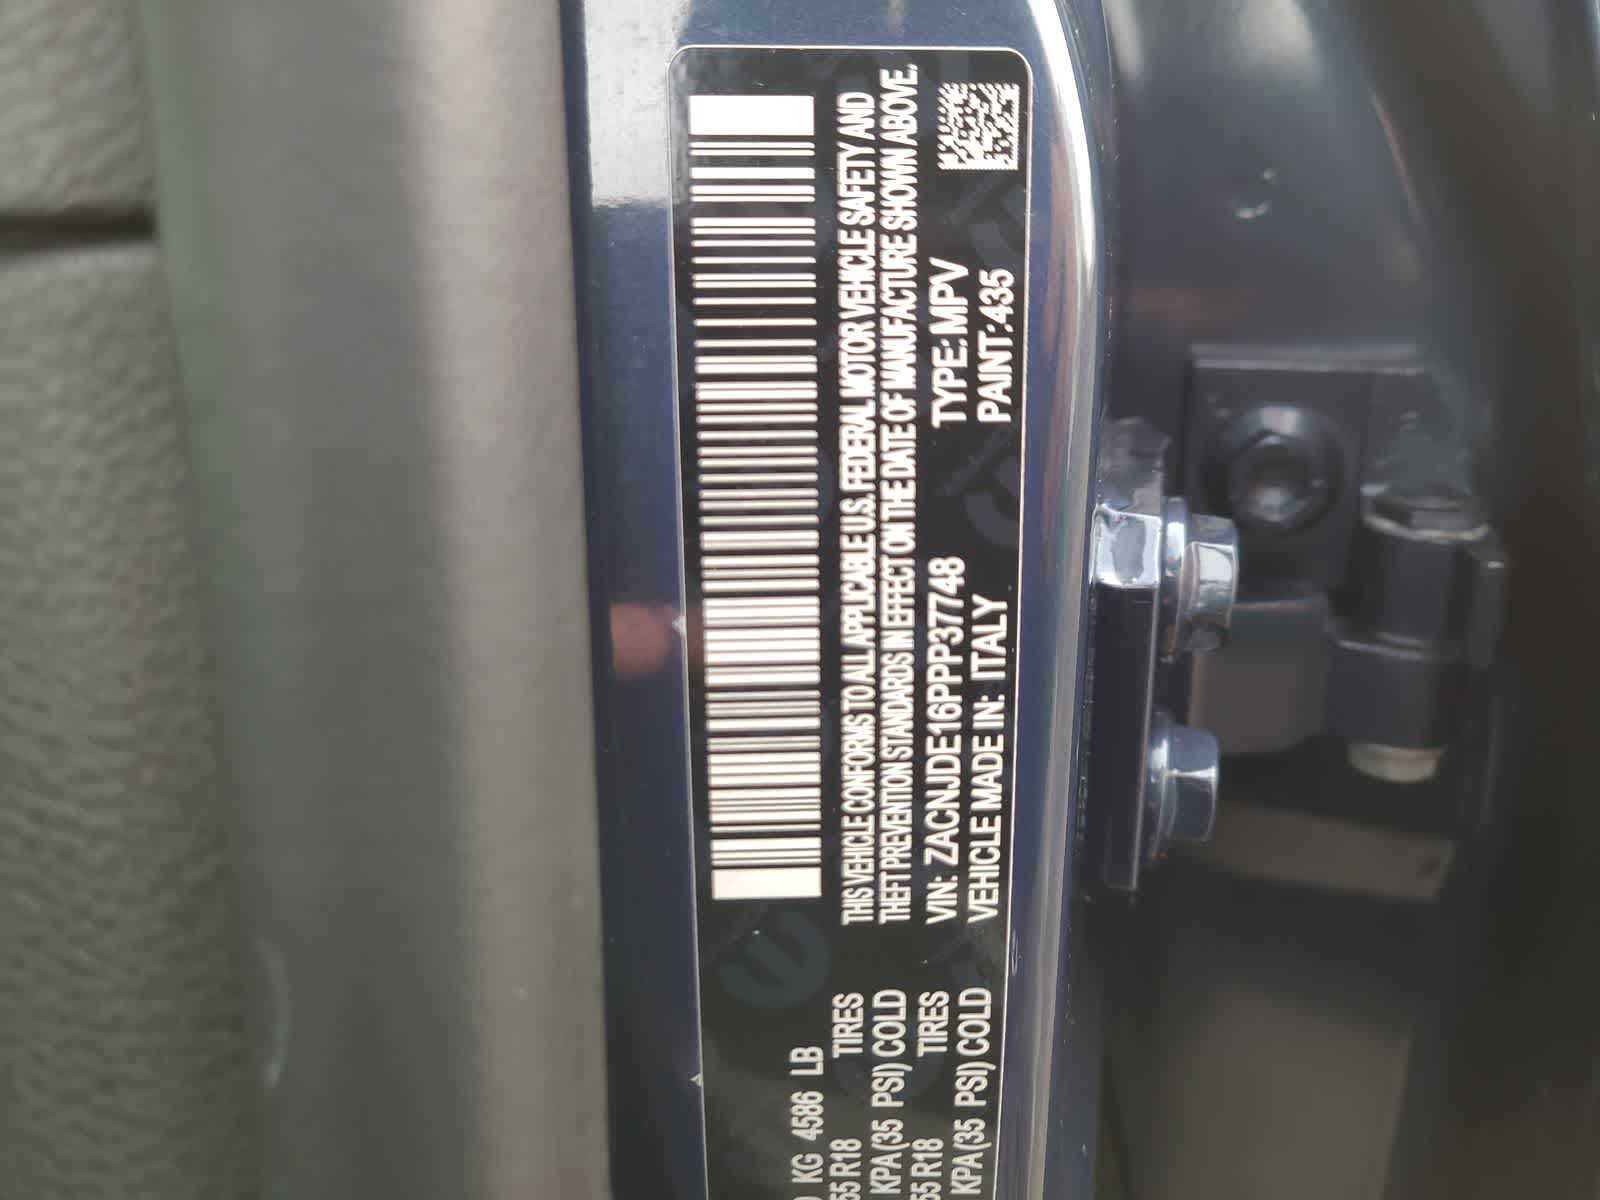 KG 4586 LB
55 R18 TIRES
KPA (35 PSI) COLD
55 R18 TIRES
KPA (35 PSI) COLD
THIS VEHICLE CONFORMS TO ALL APPLICABLE U.S. FEDERAL MOTOR VEHICLE SAFETY AND
THEFT PREVENTION STANDARDS IN EFFECT ON THE DATE OF MANUFACTURE SHOWN ABOVE.
VIN: ZACNJDE16PPP37748 TYPE: MPV
VEHICLE MADE IN: ITALY PAINT: 435